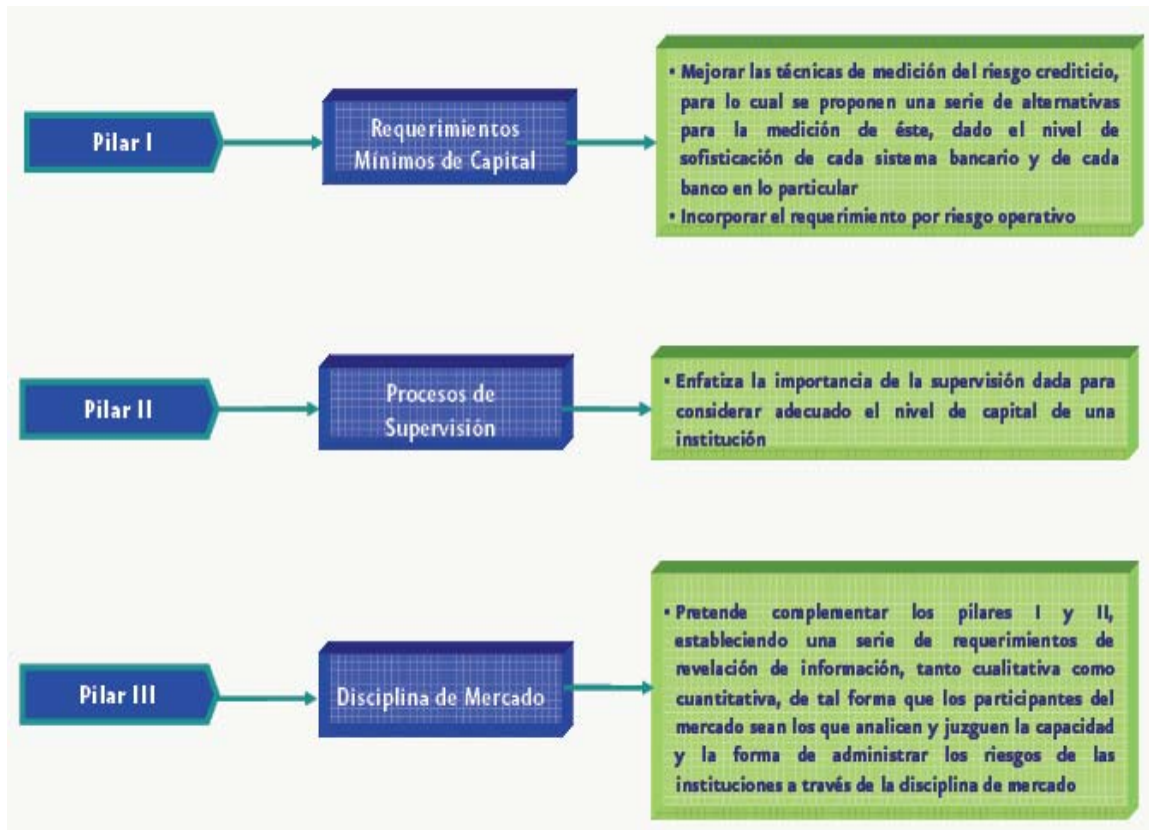 Pilar I
Requerimientos
Mínimos de Capital
• Mejorar las técnicas de medición del riesgo crediticio,
para lo cual se proponen una serie de alternativas
para la medición de éste, dado el nivel de
sofisticación de cada sistema bancario y de cada
banco en lo particular
• Incorporar el requerimiento por riesgo operativo
Pilar II
Procesos de
Supervisión
• Enfatiza la importancia de la supervisión dada para
considerar adecuado el nivel de capital de una
institución
Pilar III
Disciplina de Mercado
• Pretende complementar los pilares I y II,
estableciendo una serie de requerimientos de
revelación de información, tanto cualitativa como
cuantitativa, de tal forma que los participantes del
mercado sean los que analicen y juzguen la capacidad
y la forma de administrar los riesgos de las
instituciones a través de la disciplina de mercado